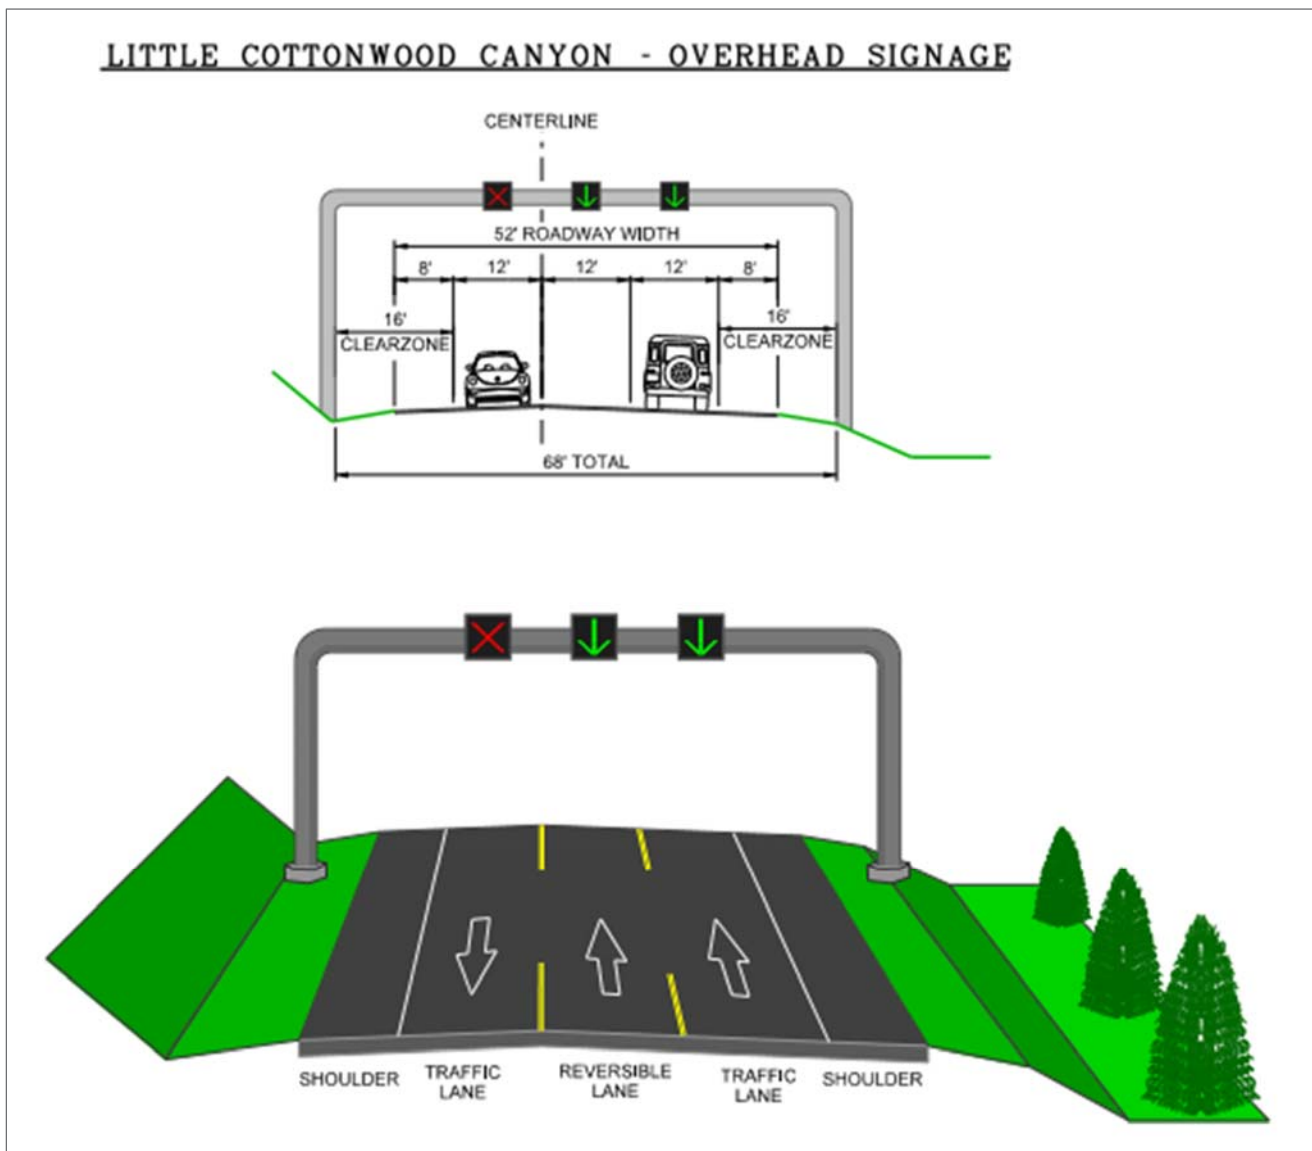 LITTLE COTTONWOOD CANYON - OVERHEAD SIGNAGE
CENTERLINE
52' ROADWAY WIDTH
8' 12' 12' 12' 8'
16' 16'
CLEARZONE CLEARZONE
68' TOTAL
SHOULDER
TRAFFIC
LANE
REVERSIBLE
LANE
TRAFFIC
LANE
SHOULDER